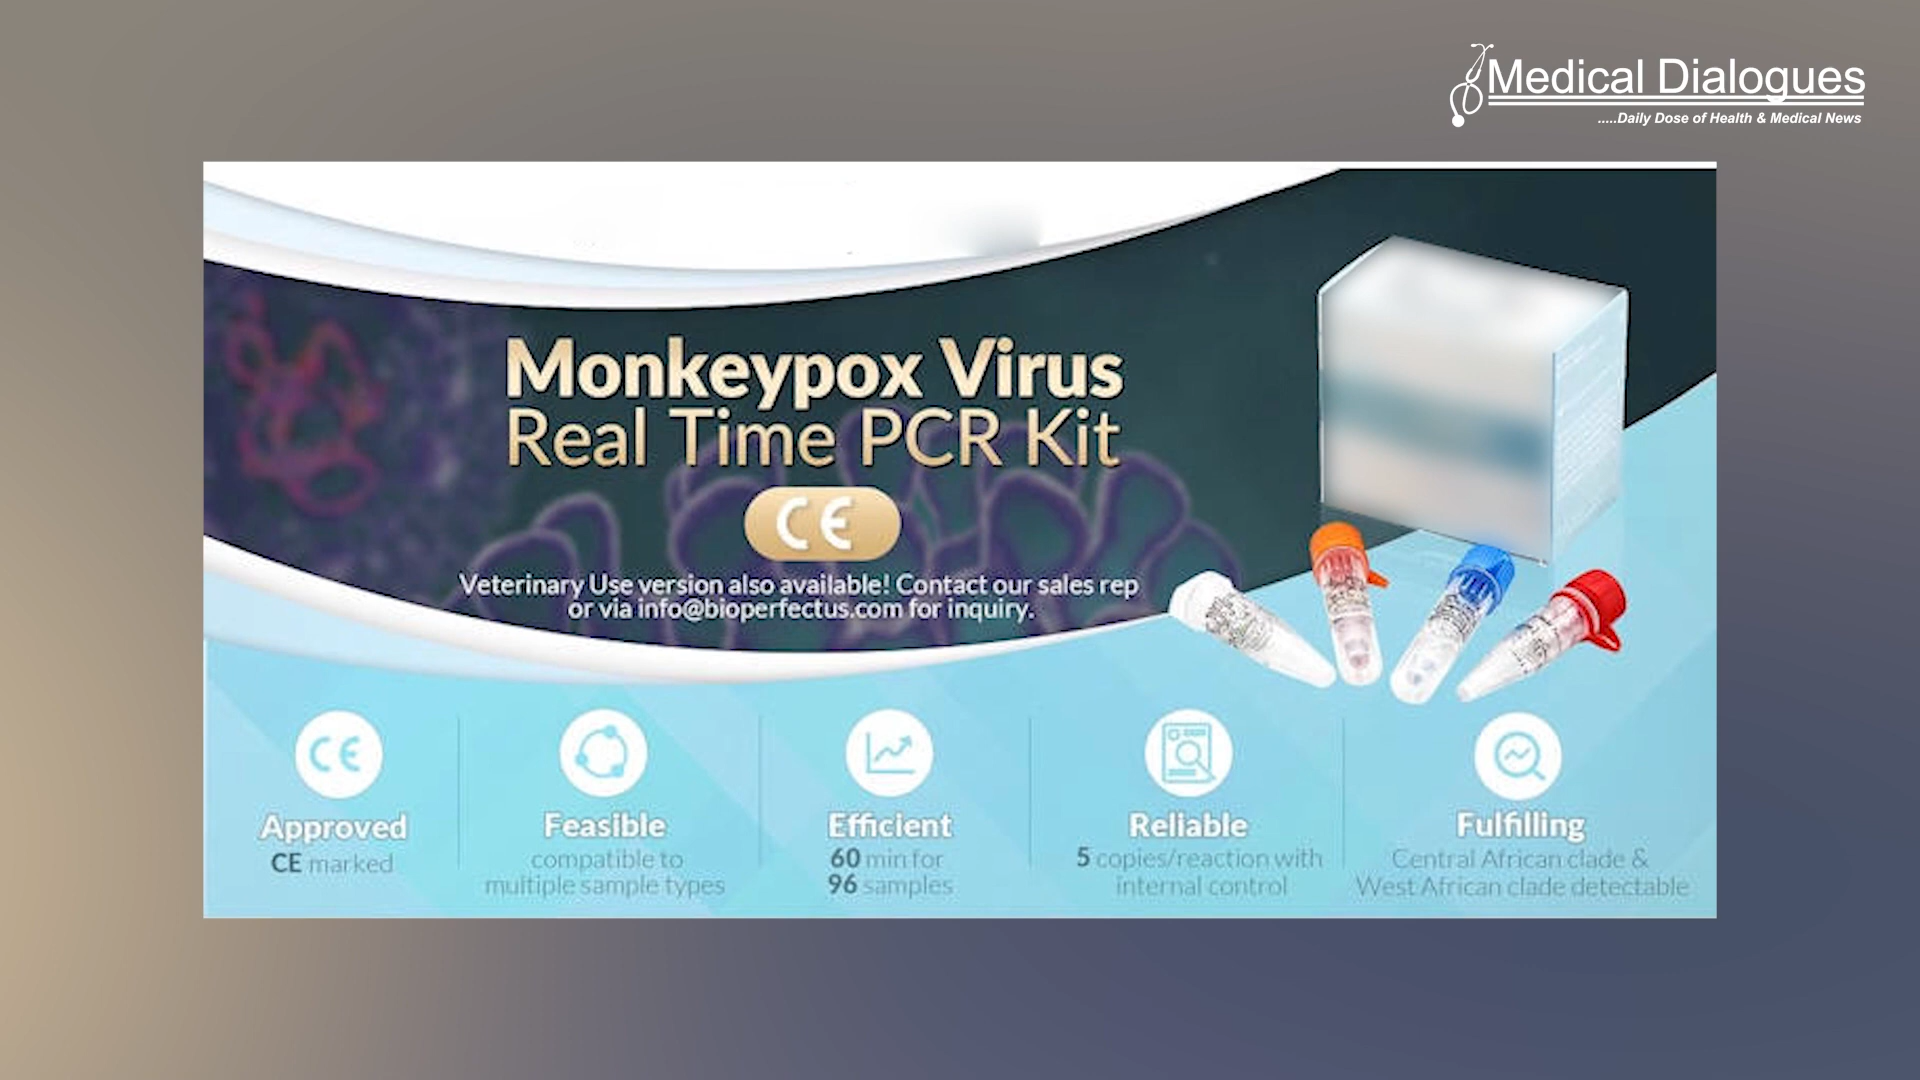 Medical Dialogues
.....Daily Dose of Health & Medical News
Monkeypox Virus
Real Time PCR Kit
CE
Veterinary Use version also available! Contact our sales rep
or via info@bioperfectus.com for inquiry.
CE
Approved
CE marked
Feasible
compatible to
multiple sample types
Efficient
60 min for
96 samples
Reliable
5 copies/reaction with
internal control
Fulfilling
Central African clade &
West African clade detectable